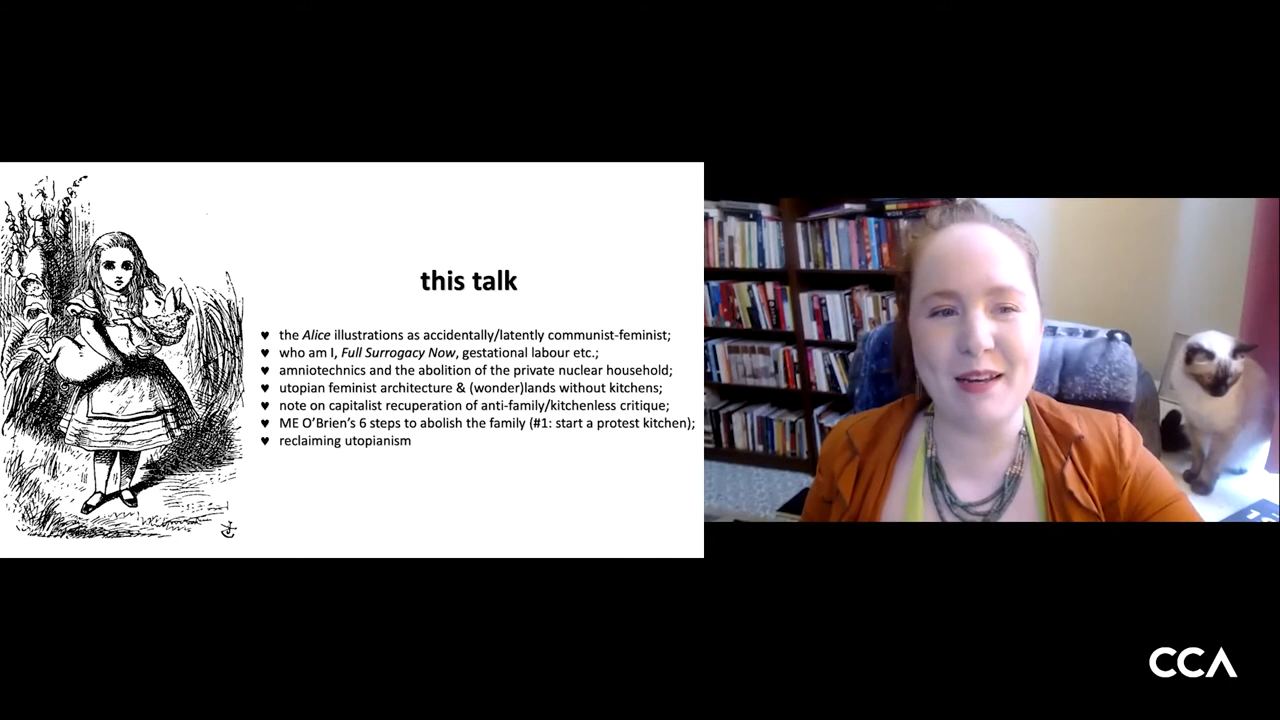 this talk
♥ the Alice illustrations as accidentally/latently communist-feminist;
♥ who am I, Full Surrogacy Now, gestational labour etc.;
♥ amniotechnics and the abolition of the private nuclear household;
♥ utopian feminist architecture & (wonder)lands without kitchens;
♥ note on capitalist recuperation of anti-family/kitchenless critique;
♥ ME O’Brien’s 6 steps to abolish the family (#1: start a protest kitchen);
♥ reclaiming utopianism
WORK
CCA